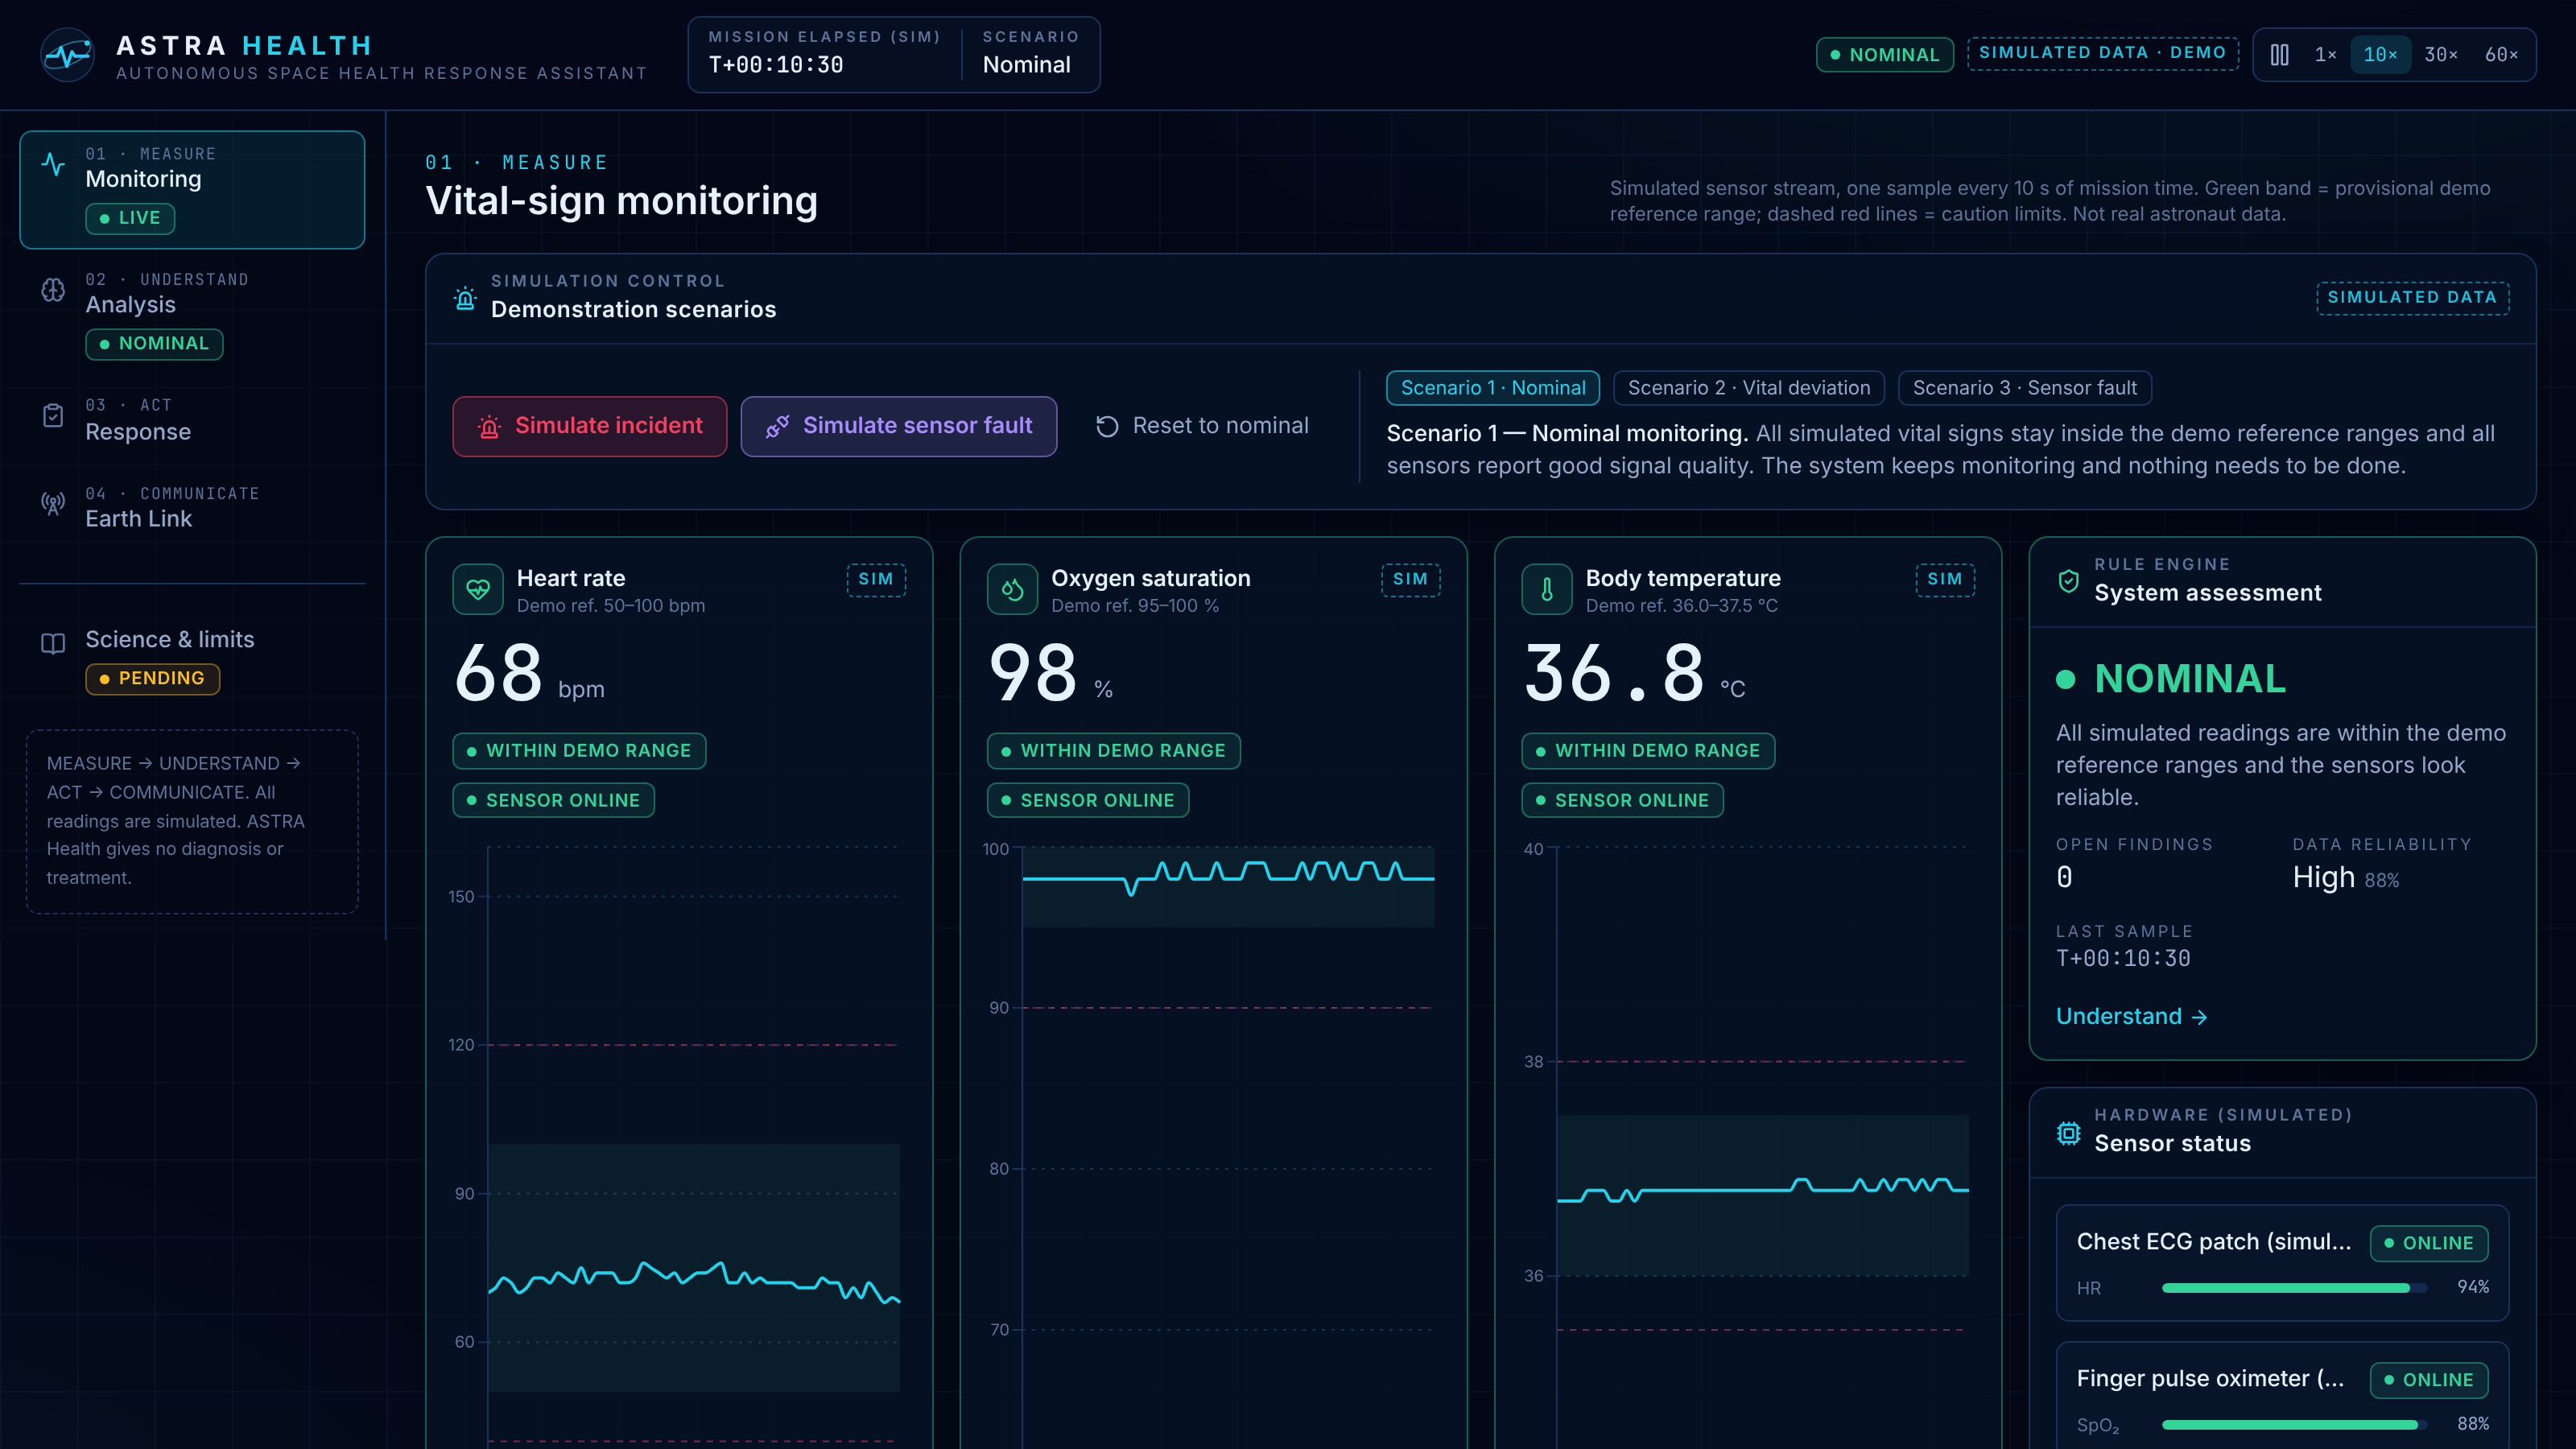 ASTRA HEALTH
AUTONOMOUS SPACE HEALTH RESPONSE ASSISTANT
MISSION ELAPSED (SIM)
T+00:10:30
SCENARIO
Nominal
NOMINAL
SIMULATED DATA · DEMO
1×
10×
30×
60×
01 · MEASURE
Monitoring
LIVE
02 · UNDERSTAND
Analysis
NOMINAL
03 · ACT
Response
04 · COMMUNICATE
Earth Link
Science & limits
PENDING
MEASURE → UNDERSTAND →
ACT → COMMUNICATE. All
readings are simulated. ASTRA
Health gives no diagnosis or
treatment.
01 · MEASURE
Vital-sign monitoring
Simulated sensor stream, one sample every 10 s of mission time. Green band = provisional demo
reference range; dashed red lines = caution limits. Not real astronaut data.
SIMULATION CONTROL
Demonstration scenarios
SIMULATED DATA
Simulate incident
Simulate sensor fault
Reset to nominal
Scenario 1 · Nominal
Scenario 2 · Vital deviation
Scenario 3 · Sensor fault
Scenario 1 — Nominal monitoring. All simulated vital signs stay inside the demo reference ranges and all
sensors report good signal quality. The system keeps monitoring and nothing needs to be done.
Heart rate
Demo ref. 50–100 bpm
SIM
68 bpm
WITHIN DEMO RANGE
SENSOR ONLINE
150
120
90
60
Oxygen saturation
Demo ref. 95–100 %
SIM
98 %
WITHIN DEMO RANGE
SENSOR ONLINE
100
90
80
70
Body temperature
Demo ref. 36.0–37.5 °C
SIM
36.8 °C
WITHIN DEMO RANGE
SENSOR ONLINE
40
38
36
RULE ENGINE
System assessment
NOMINAL
All simulated readings are within the demo
reference ranges and the sensors look
reliable.
OPEN FINDINGS
0
DATA RELIABILITY
High 88%
LAST SAMPLE
T+00:10:30
Understand →
HARDWARE (SIMULATED)
Sensor status
Chest ECG patch (simul...
ONLINE
HR
94%
Finger pulse oximeter (...
ONLINE
SpO₂
88%